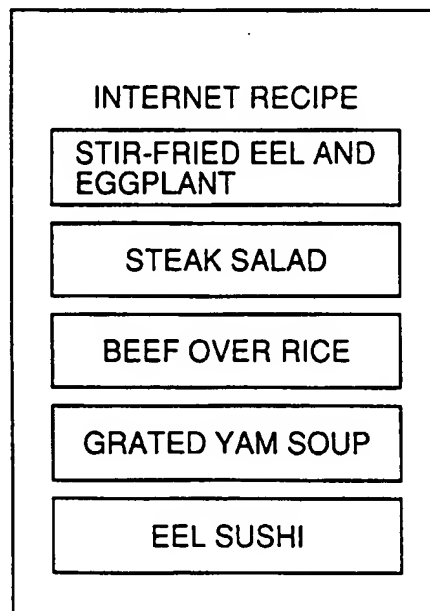 INTERNET RECIPE
STIR-FRIED EEL AND
EGGPLANT
STEAK SALAD
BEEF OVER RICE
GRATED YAM SOUP
EEL SUSHI